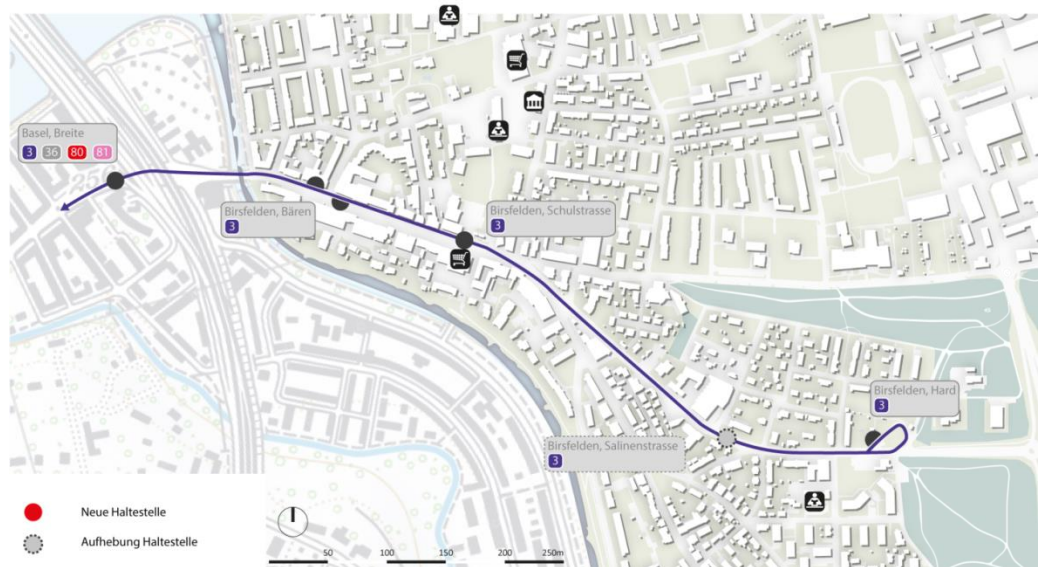 Basel, Breite
3 36 80 81
Birsfelden, Bären
3
Birsfelden, Schulstrasse
3
Birsfelden, Hard
3
Birsfelden, Salinenstrasse
3
Neue Haltestelle
Aufhebung Haltestelle
50 100 150 200 250m